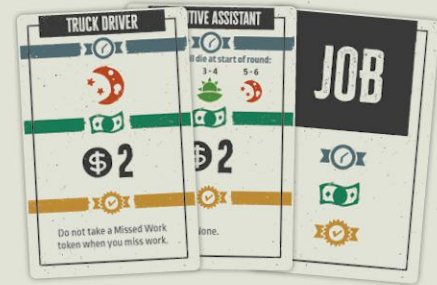 TRUCK DRIVER
$ 2
Do not take a Missed Work
token when you miss work.
TIVE ASSISTANT
ll die at start of round:
3-4 5-6
$ 2
None.
JOB